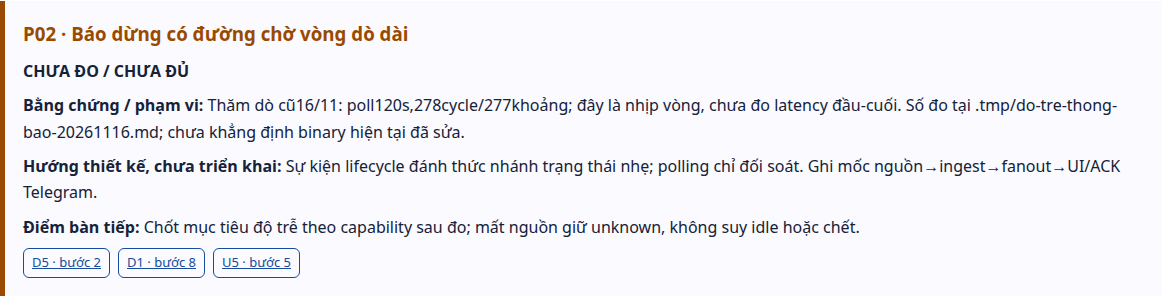 P02 · Báo dừng có đường chờ vòng dò dài
CHƯA ĐO / CHƯA ĐỦ
Bằng chứng / phạm vi: Thăm dò cũ16/11: poll120s,278cycle/277khoảng; đây là nhịp vòng, chưa đo latency đầu-cuối. Số đo tại .tmp/do-tre-thong-
bao-20261116.md; chưa khẳng định binary hiện tại đã sửa.
Hướng thiết kế, chưa triển khai: Sự kiện lifecycle đánh thức nhánh trạng thái nhẹ; polling chỉ đối soát. Ghi mốc nguồn→ingest→fanout→UI/ACK
Telegram.
Điểm bàn tiếp: Chốt mục tiêu độ trễ theo capability sau đo; mất nguồn giữ unknown, không suy idle hoặc chết.
D5 · bước 2 D1 · bước 8 U5 · bước 5